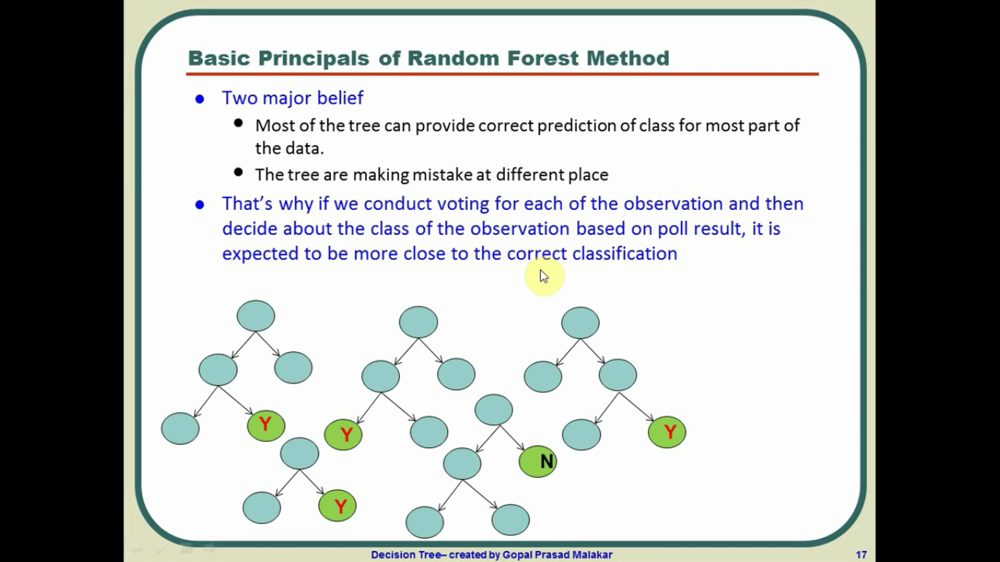 Basic Principals of Random Forest Method
Two major belief
Most of the tree can provide correct prediction of class for most part of
the data.
The tree are making mistake at different place
That's why if we conduct voting for each of the observation and then
decide about the class of the observation based on poll result, it is
expected to be more close to the correct classification
Y
Y
Y
N
Y
Decision Tree– created by Gopal Prasad Malakar
17